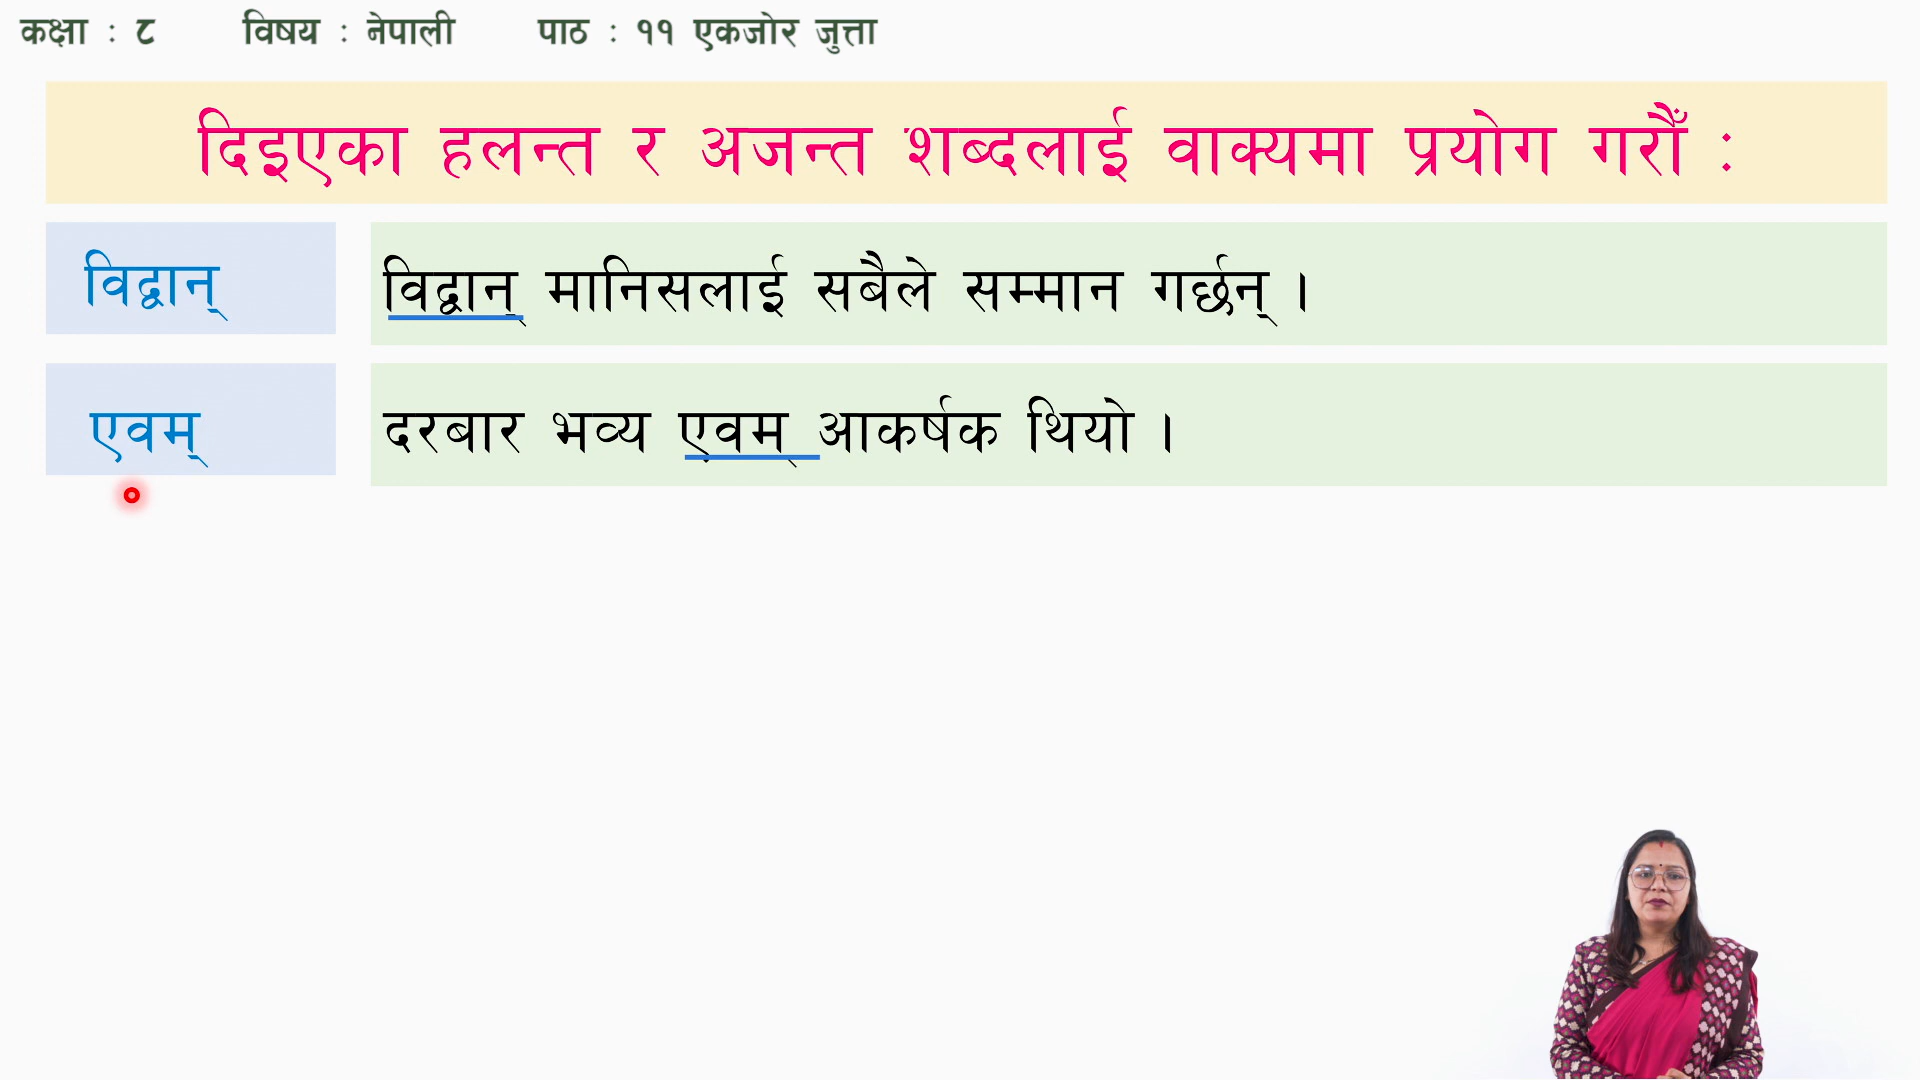 कक्षा : ८ विषय : नेपाली पाठ : ११ एकजोर जुत्ता
दिइएका हलन्त र अजन्त शब्दलाई वाक्यमा प्रयोग गरौँ :
विद्वान् विद्वान् मानिसलाई सबैले सम्मान गर्छन् ।
एवम् दरबार भव्य एवम् आकर्षक थियो ।